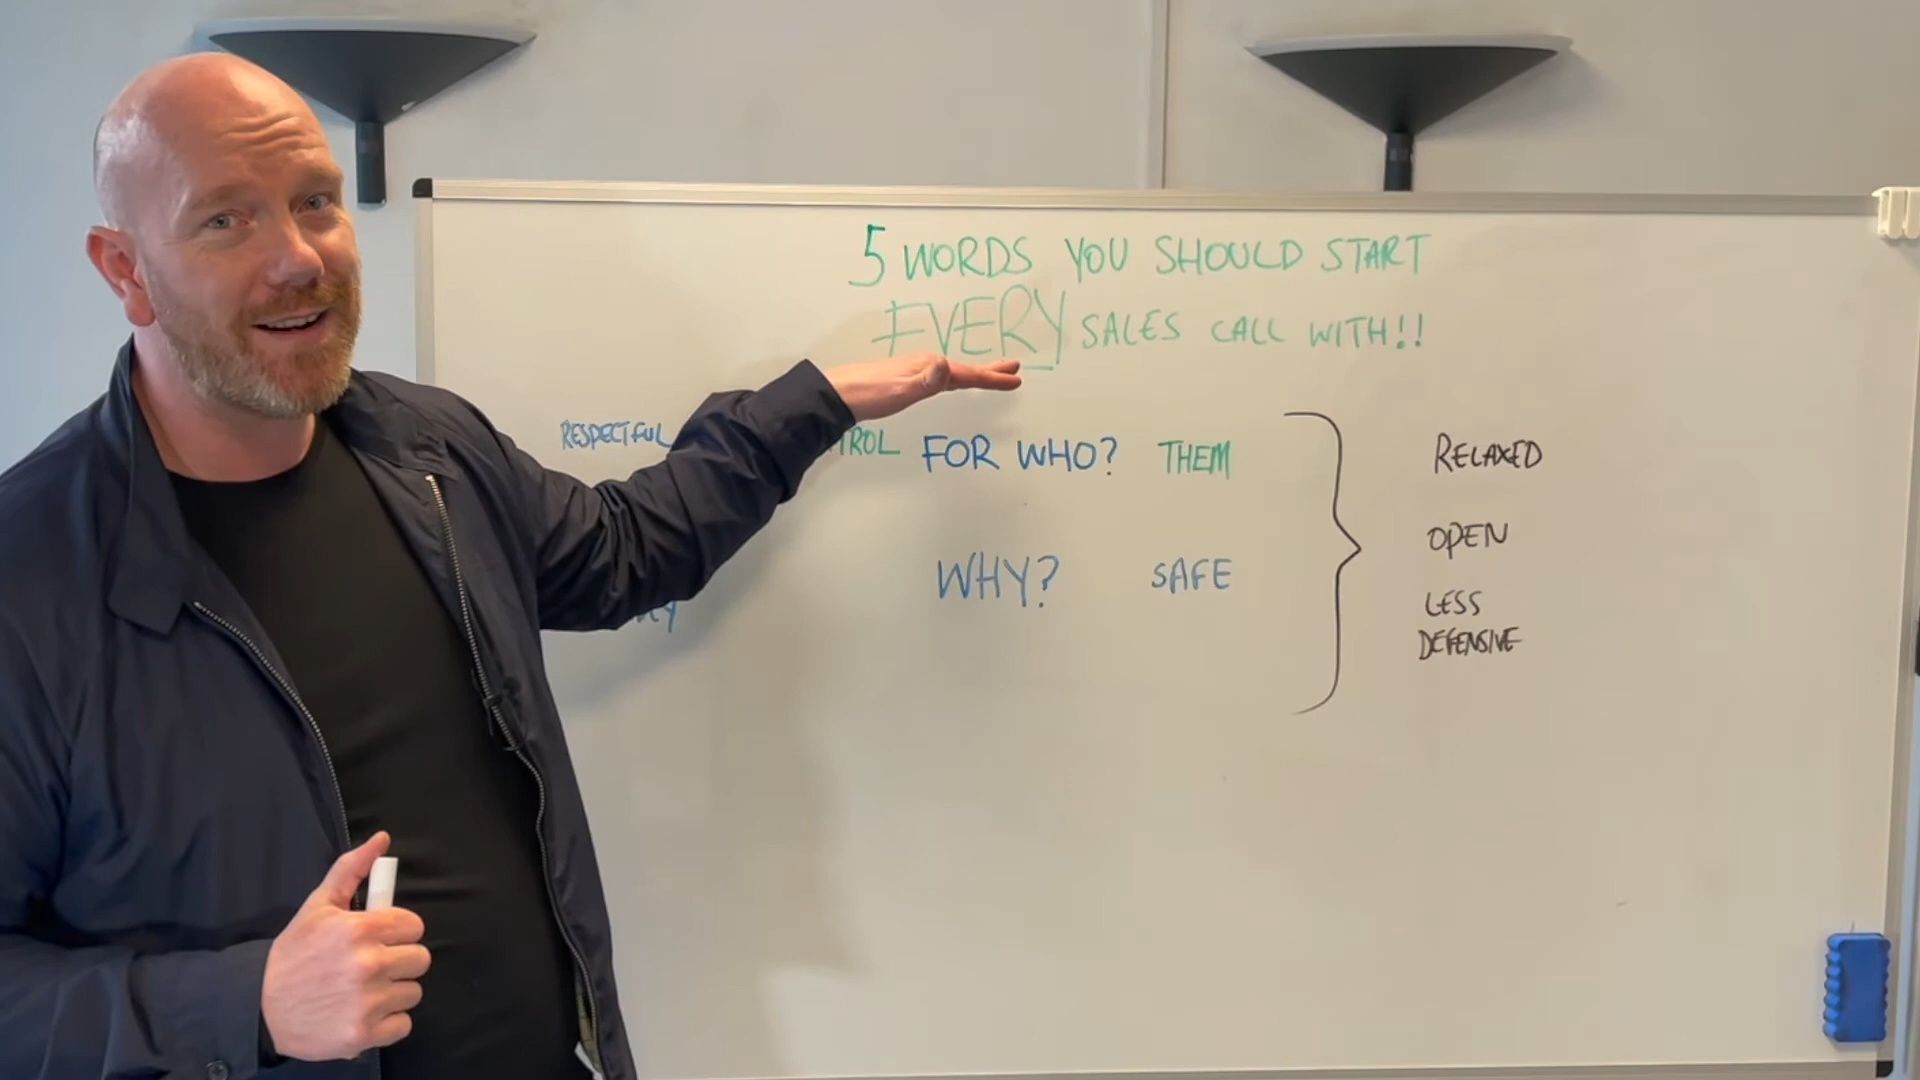 5 WORDS YOU SHOULD START
EVERY SALES CALL WITH!!
RESPECTFUL FOR WHO? THEM
RELAXED
WHY? SAFE
OPEN
LESS
DEFENSIVE